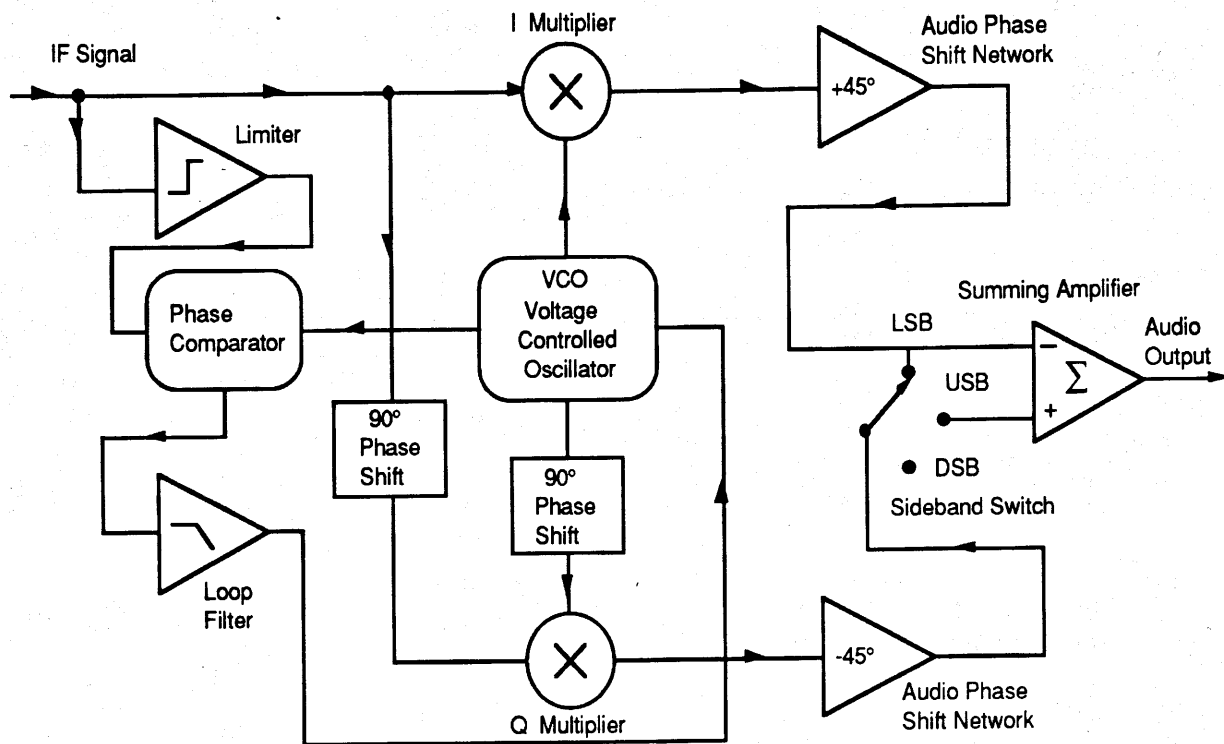 I Multiplier
Audio Phase
Shift Network
IF Signal
+45°
Limiter
VCO
Voltage
Controlled
Oscillator
Phase
Comparator
Summing Amplifier
LSB
Audio
Output
−
Σ
USB
+
90°
Phase
Shift
90°
Phase
Shift
DSB
Sideband Switch
Loop
Filter
-45°
Q Multiplier
Audio Phase
Shift Network